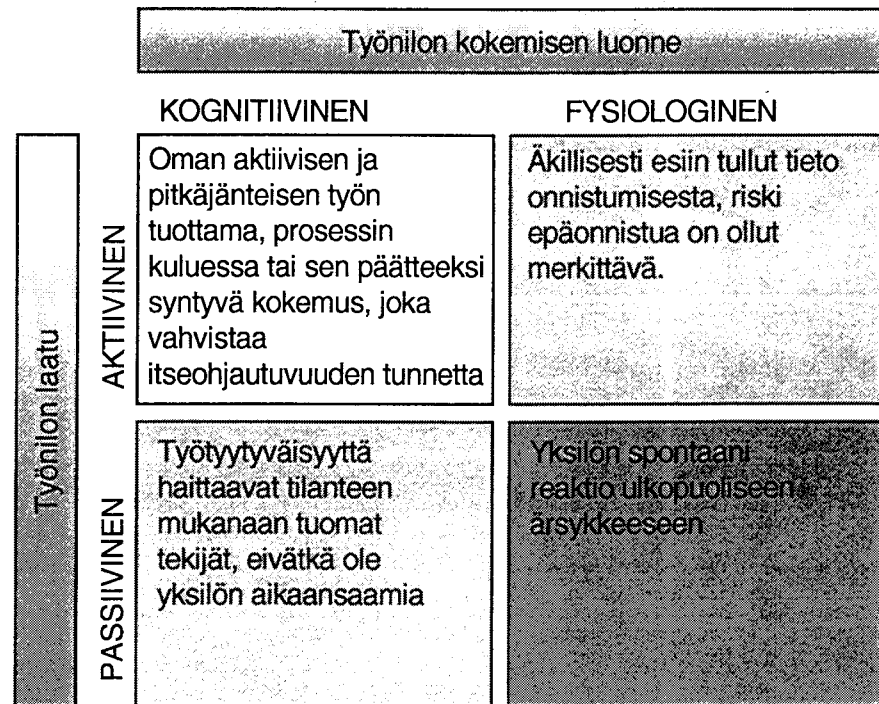 Työnilon kokemisen luonne
KOGNITIIVINEN
FYSIOLOGINEN
Työnilon laatu
AKTIIVINEN
Oman aktiivisen ja
pitkäjänteisen työn
tuottama, prosessin
kuluessa tai sen päätteeksi
syntyvä kokemus, joka
vahvistaa
itseohjautuvuuden tunnetta
Äkillisesti esiin tullut tieto
onnistumisesta, riski
epäonnistua on ollut
merkittävä.
PASSIIVINEN
Työtyytyväisyyttä
haittaavat tilanteen
mukanaan tuomat
tekijät, eivätkä ole
yksilön aikaansaamia
Yksilön spontaani
reaktio ulkopuoliseen
ärsykkeeseen